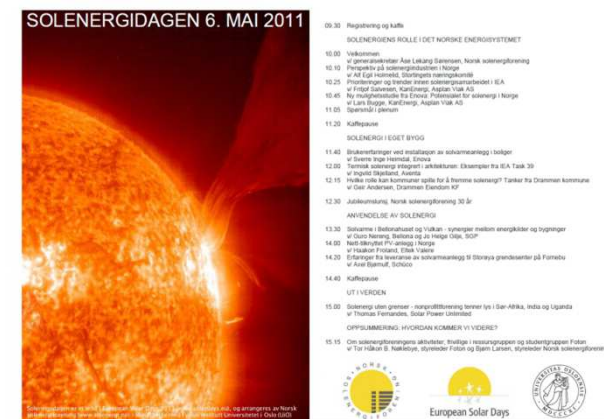 SOLENERGIDAGEN 6. MAI 2011
09.30 Registrering og kaffe
SOLENERGIENS ROLLE I DET NORSKE ENERGISYSTEMET
10.00 Velkommen
v/ generalsekretær Åse Lekang Sørensen, Norsk solenergiforening
10.10 Perspektiv på solenergiindustrien i Norge
v/ Alf Egil Holmelid, Stortingets næringskomité
10.25 Prioriteringer og trender innen solenergisamarbeidet i IEA
v/ Fritjof Salvesen, KanEnergi, Asplan Viak AS
10.45 Ny mulighetsstudie fra Enova: Potensialet for solenergi i Norge
v/ Lars Bugge, KanEnergi, Asplan Viak AS
11.05 Spørsmål i plenum
11.20 Kaffepause
SOLENERGI I EGET BYGG
11.40 Brukererfaringer ved installasjon av solvarmeanlegg i boliger
v/ Sverre Inge Heimdal, Enova
12.00 Termisk solenergi integrert i arkitekturen: Eksempler fra IEA Task 39
v/ Ingvild Skjelland, Aventa
12.15 Hvilke rolle kan kommuner spille for å fremme solenergi? Tanker fra Drammen kommune
v/ Geir Andersen, Drammen Eiendom KF
12.30 Jubileumslunsj, Norsk solenergiforening 30 år
ANVENDELSE AV SOLENERGI
13.30 Solvarme i Bellonahuset og Vulkan - synergier mellom energikilder og bygninger
v/ Guro Nereng, Bellona og Jo Helge Gilje, SGP
14.00 Nett-tilknyttet PV-anlegg i Norge
v/ Haakon Froland, Eltek Valere
14.20 Erfaringer fra leveranse av solvarmeanlegg til Storøya grendesenter på Fornebu
v/ Axel Bjørnulf, Schüco
14.40 Kaffepause
UT I VERDEN
15.00 Solenergi uten grenser - nonprofittforening tenner lys i Sør-Afrika, India og Uganda
v/ Thomas Fernandes, Solar Power Unlimited
OPPSUMMERING: HVORDAN KOMMER VI VIDERE?
15.15 Om solenergiforeningens aktiviteter, frivillige i ressursgruppen og studentgruppen Foton
v/ Tor Håkon B. Nøklebye, styreleder Foton og Bjørn Larsen, styreleder Norsk solenergiforening
NORSK SOLENERGIFORENING
European Solar Days